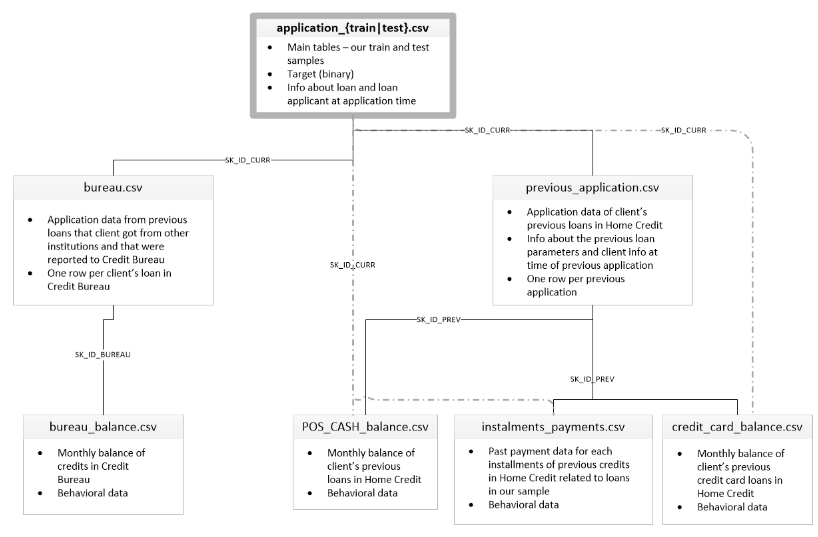 application_{train|test}.csv
• Main tables – our train and test
samples
• Target (binary)
• Info about loan and loan
applicant at application time
SK_ID_CURR
SK_ID_CURR
SK_ID_CURR
bureau.csv
• Application data from previous
loans that client got from other
institutions and that were
reported to Credit Bureau
• One row per client's loan in
Credit Bureau
previous_application.csv
• Application data of client's
previous loans in Home Credit
• Info about the previous loan
parameters and client info at
time of previous application
• One row per previous
application
SK_ID_CURR
SK_ID_PREV
SK_ID_BUREAU
SK_ID_PREV
bureau_balance.csv
• Monthly balance of
credits in Credit
Bureau
• Behavioral data
POS_CASH_balance.csv
• Monthly balance of
client's previous
loans in Home Credit
• Behavioral data
instalments_payments.csv
• Past payment data for each
installments of previous credits
in Home Credit related to loans
in our sample
• Behavioral data
credit_card_balance.csv
• Monthly balance of
client's previous
credit card loans in
Home Credit
• Behavioral data